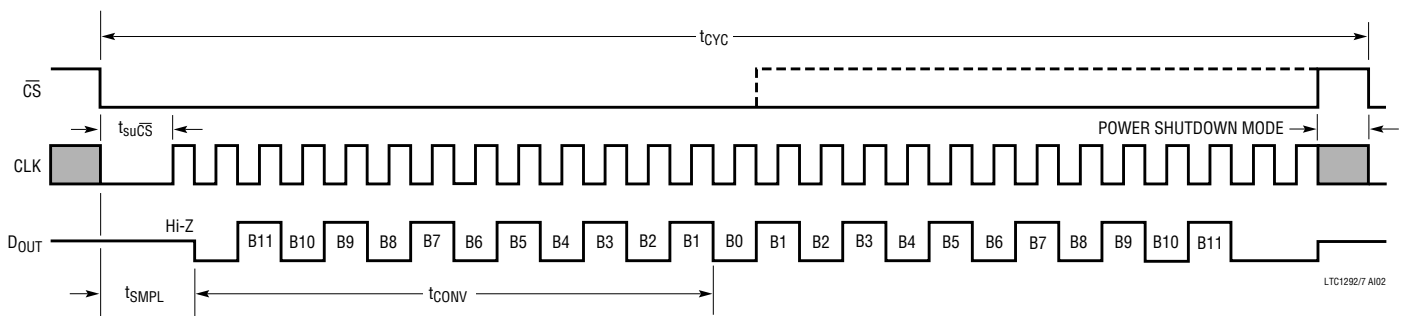 tCYC
CS
tsuCS
POWER SHUTDOWN MODE
CLK
Hi-Z
DOUT B11 B10 B9 B8 B7 B6 B5 B4 B3 B2 B1 B0 B1 B2 B3 B4 B5 B6 B7 B8 B9 B10 B11
LTC1292/7 AI02
tSMPL tCONV